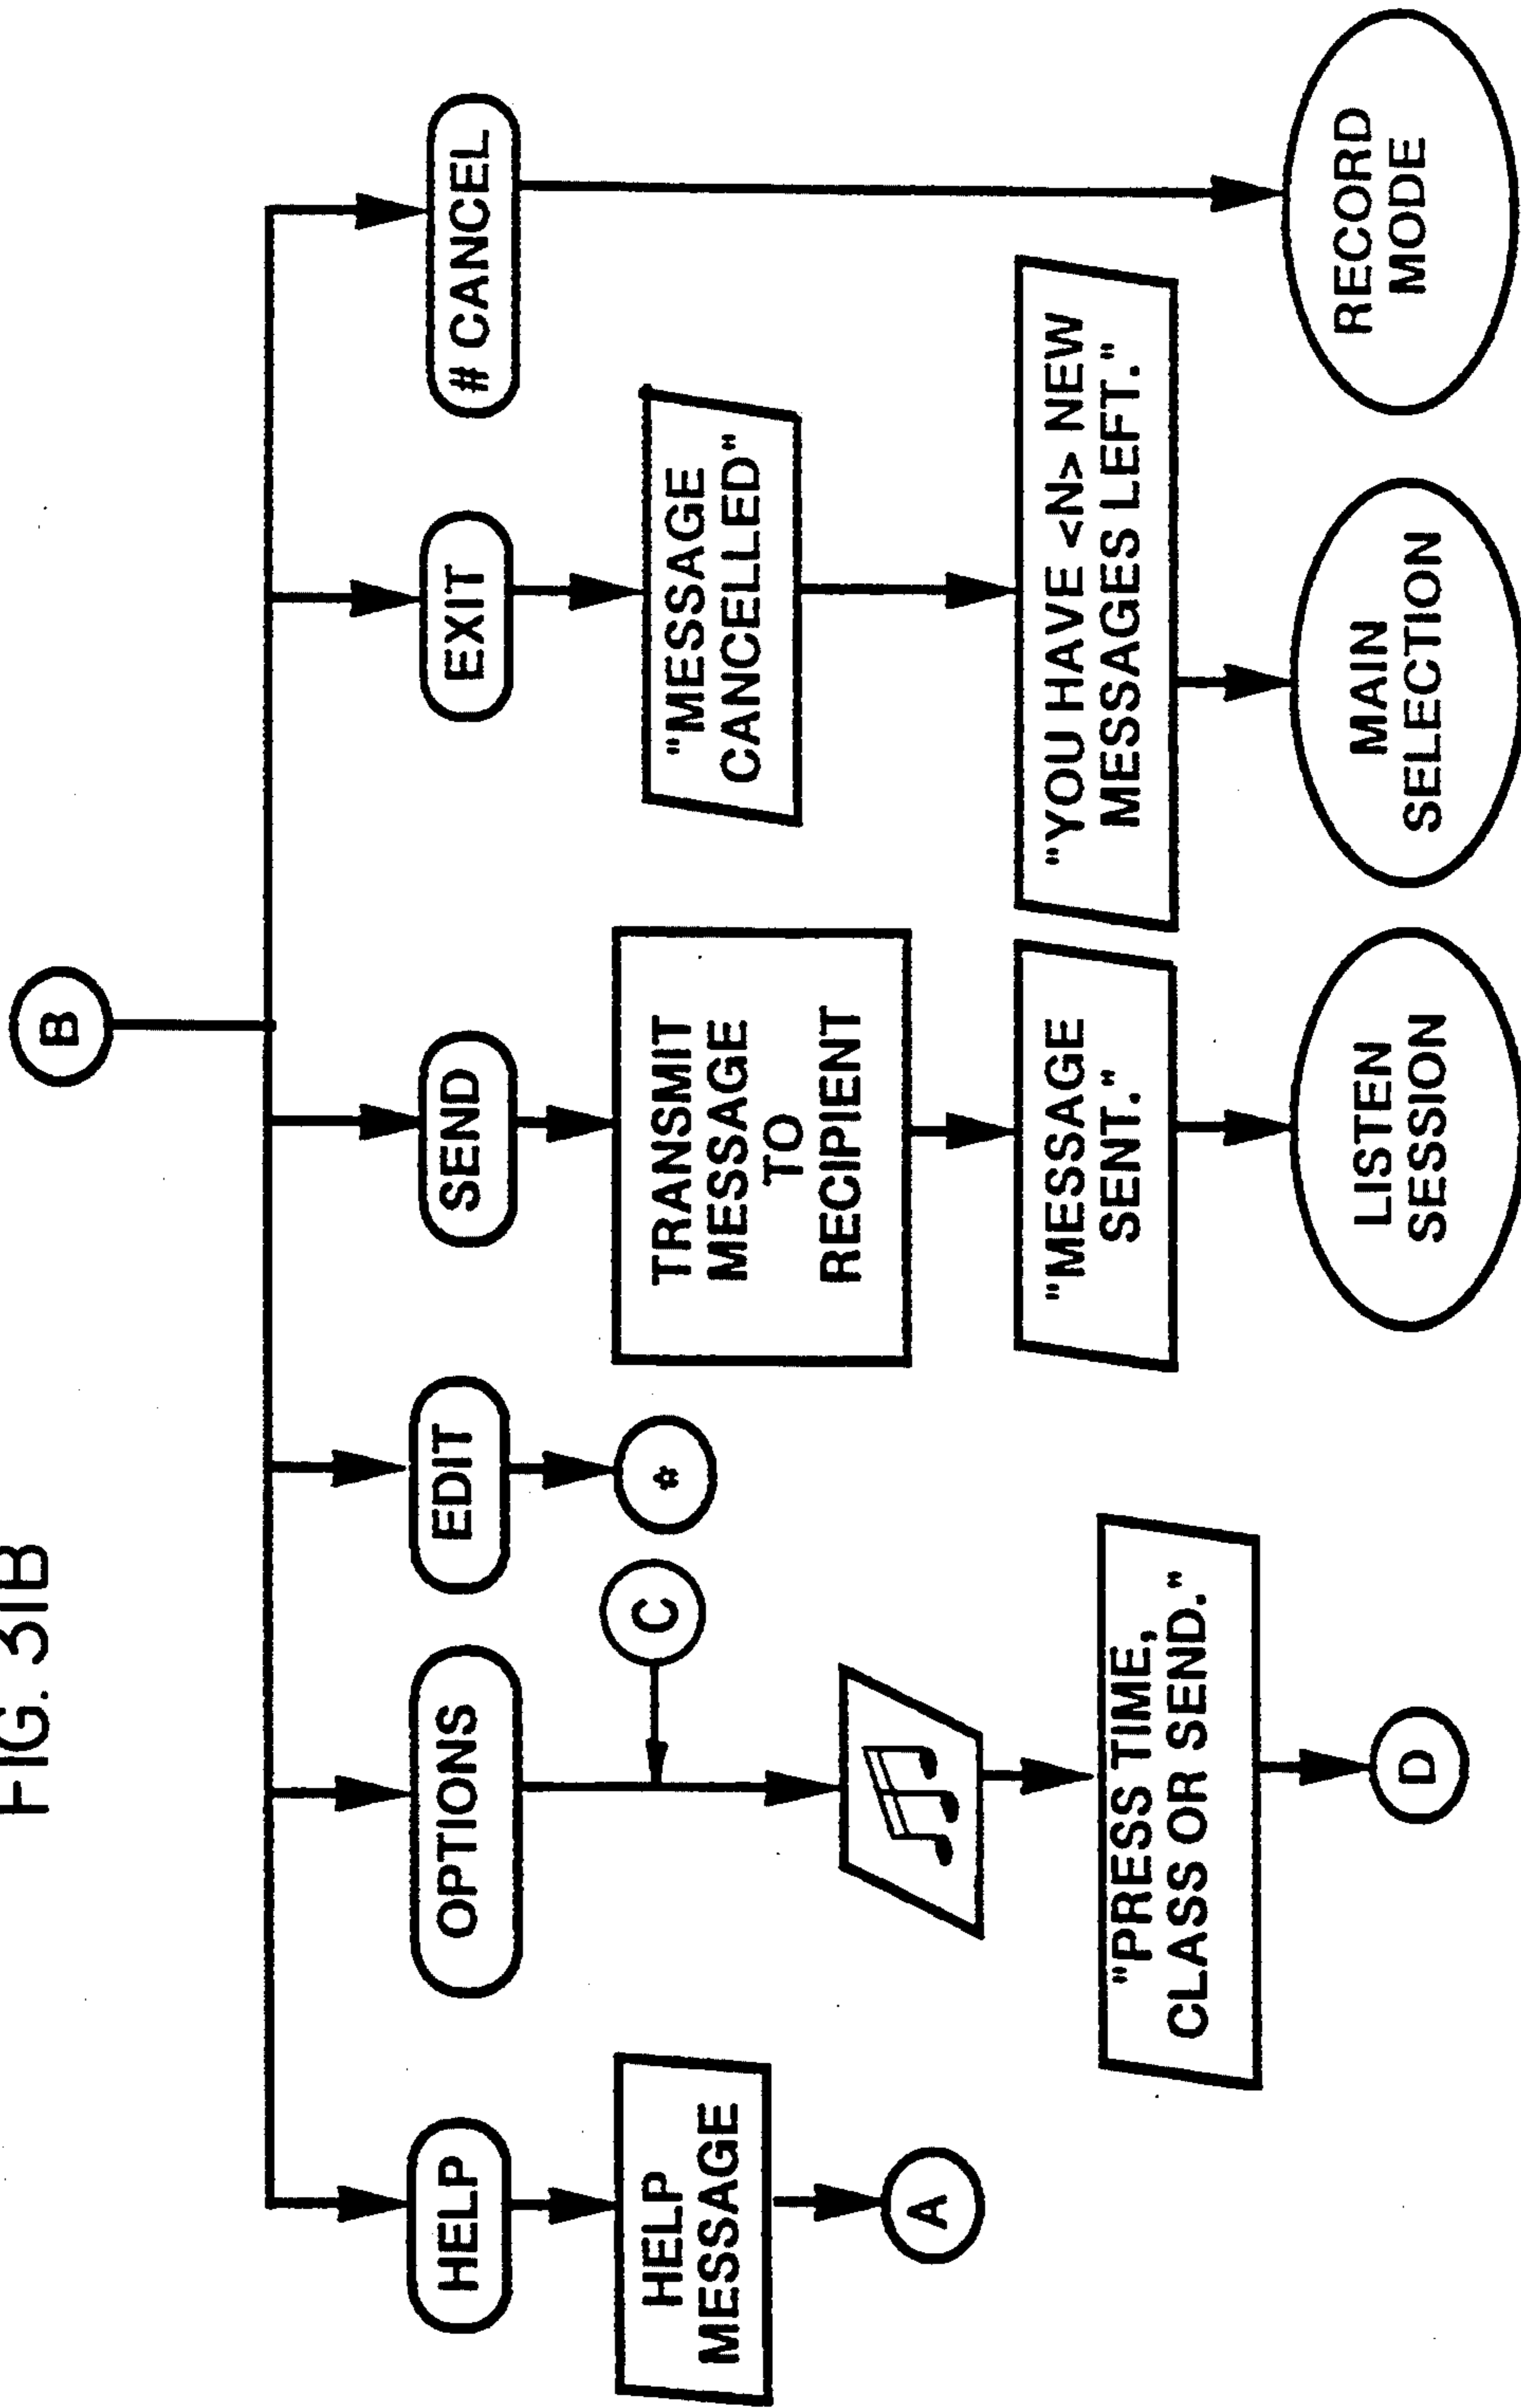 FIG. 31B
B
HELP
OPTIONS
EDIT
SEND
EXIT
# CANCEL
HELP
MESSAGE
C
*
TRANSMIT
MESSAGE
TO
RECIPIENT
"MESSAGE
CANCELLED"
A
"PRESS TIME,
CLASS OR SEND."
"MESSAGE
SENT."
"YOU HAVE <N> NEW
MESSAGES LEFT."
D
LISTEN
SESSION
MAIN
SELECTION
RECORD
MODE